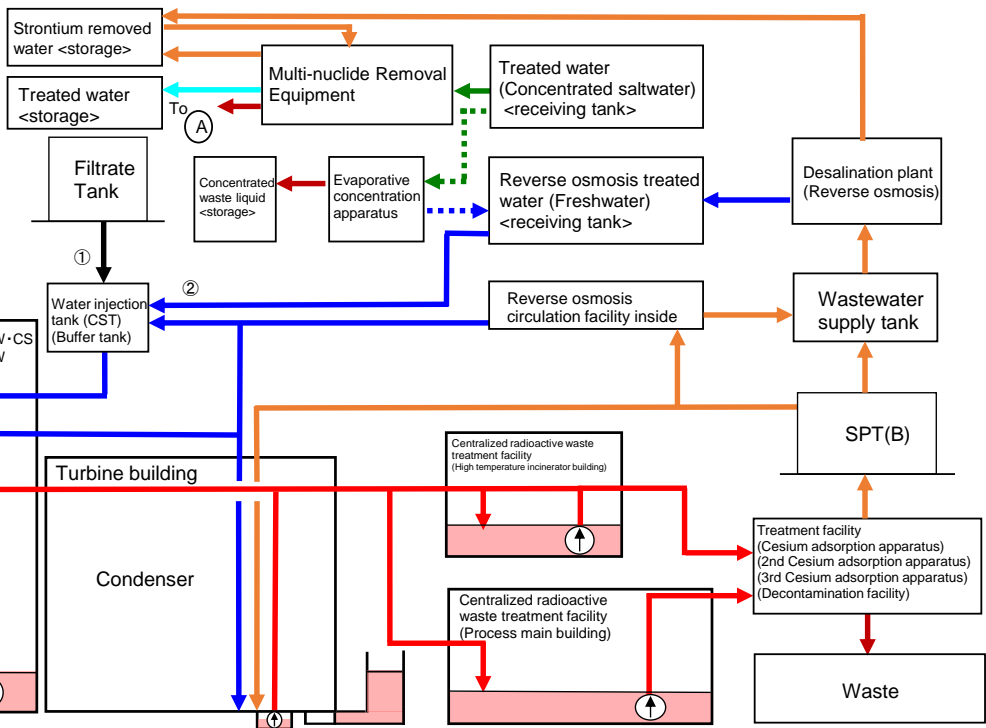 Strontium removed
water <storage>
Multi-nuclide Removal
Equipment
Treated water
(Concentrated saltwater)
<receiving tank>
Treated water
<storage>
To
A
Filtrate
Tank
Concentrated
waste liquid
<storage>
Evaporative
concentration
apparatus
Reverse osmosis treated
water (Freshwater)
<receiving tank>
Desalination plant
(Reverse osmosis)
①
②
Water injection
tank (CST)
(Buffer tank)
Reverse osmosis
circulation facility inside
Wastewater
supply tank
W・CS
W
SPT(B)
Centralized radioactive waste
treatment facility
(High temperature incinerator building)
Turbine building
Condenser
Treatment facility
(Cesium adsorption apparatus)
(2nd Cesium adsorption apparatus)
(3rd Cesium adsorption apparatus)
(Decontamination facility)
Centralized radioactive
waste treatment facility
(Process main building)
Waste